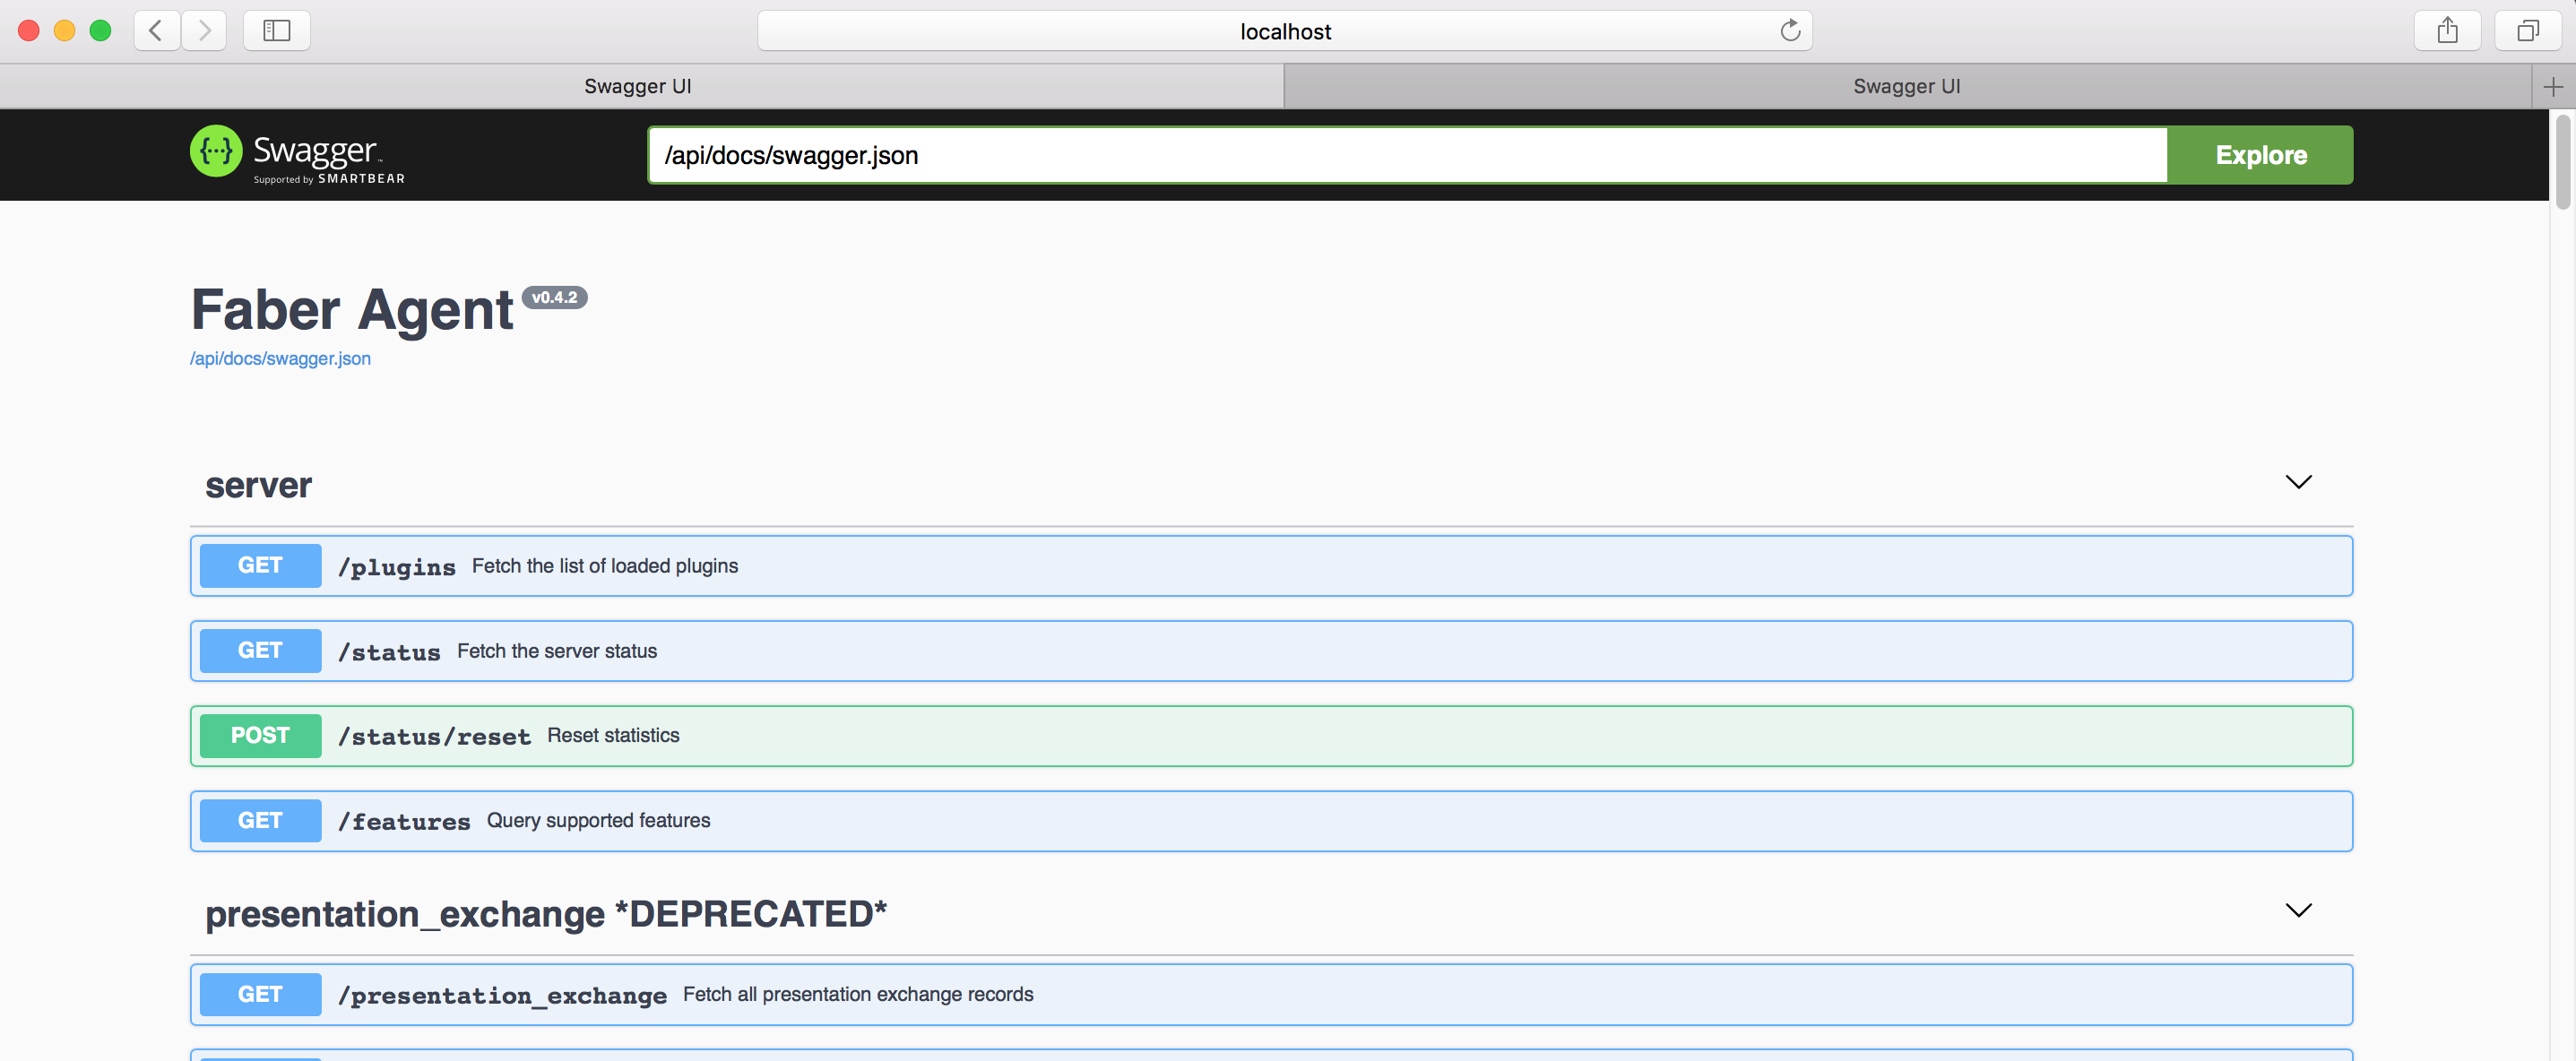 localhost
Swagger UI
Swagger UI
Swagger™
Supported by SMARTBEAR
/api/docs/swagger.json
Explore
Faber Agent v0.4.2
/api/docs/swagger.json
server
GET /plugins Fetch the list of loaded plugins
GET /status Fetch the server status
POST /status/reset Reset statistics
GET /features Query supported features
presentation_exchange *DEPRECATED*
GET /presentation_exchange Fetch all presentation exchange records